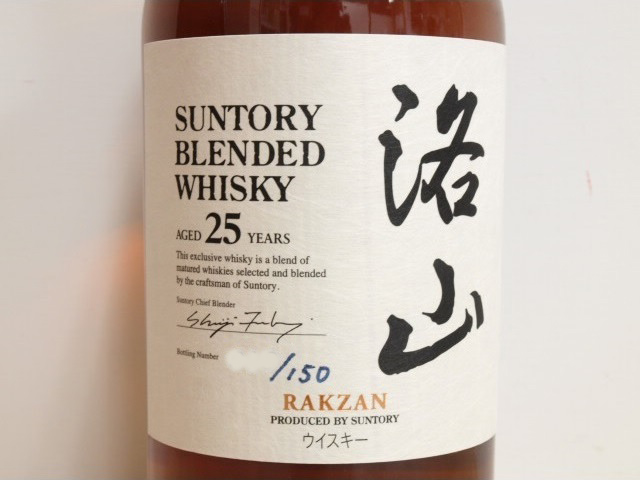 SUNTORY
BLENDED
WHISKY
AGED 25 YEARS
This exclusive whisky is a blend of
matured whiskies selected and blended
by the craftsman of Suntory.
Suntory Chief Blender
Bottling Number
/150
洛山
RAKZAN
PRODUCED BY SUNTORY
ウイスキー